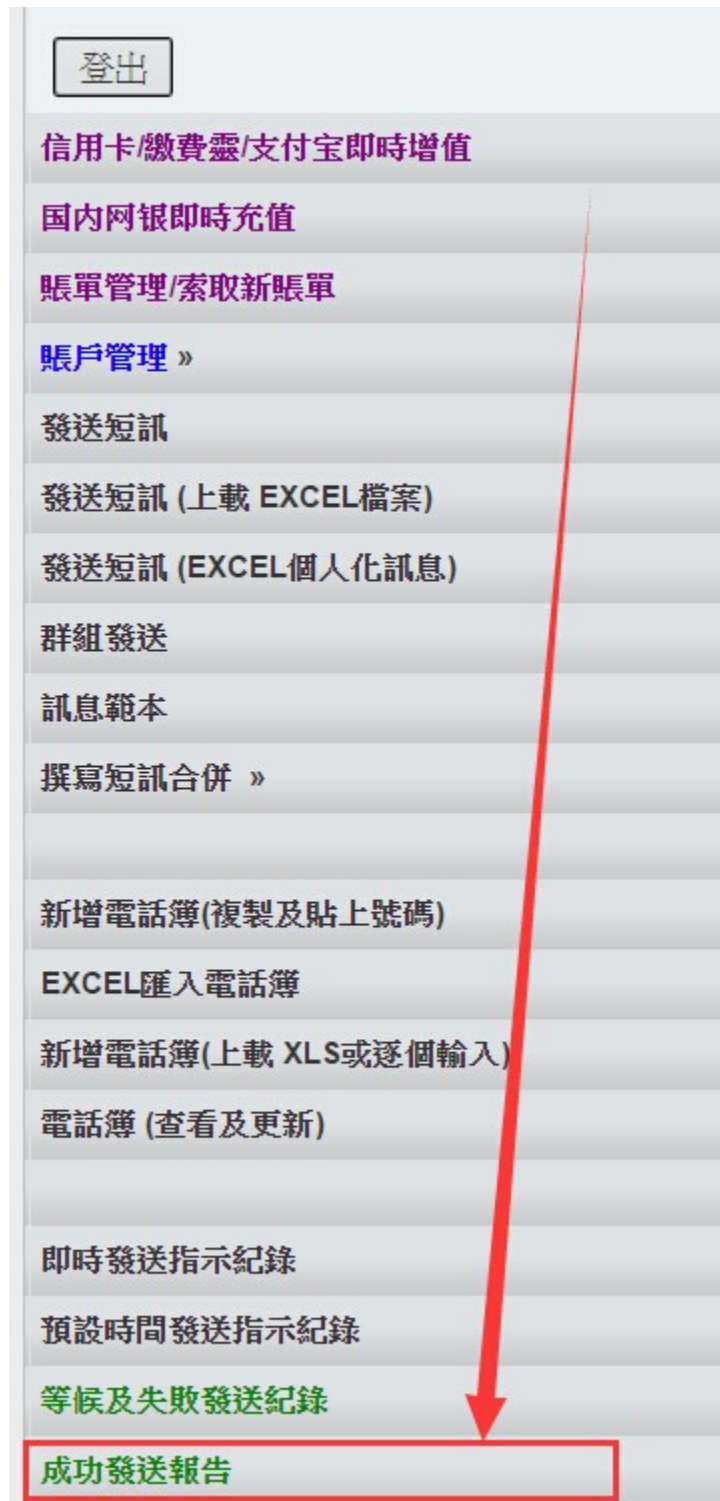 登出
信用卡/繳費靈/支付宝即時增值
国内网银即時充值
賬單管理/索取新賬單
賬戶管理 »
發送短訊
發送短訊 (上載 EXCEL檔案)
發送短訊 (EXCEL個人化訊息)
群組發送
訊息範本
撰寫短訊合併 »
新增電話簿(複製及貼上號碼)
EXCEL匯入電話簿
新增電話簿(上載 XLS或逐個輸入)
電話簿 (查看及更新)
即時發送指示紀錄
預設時間發送指示紀錄
等候及失敗發送紀錄
成功發送報告